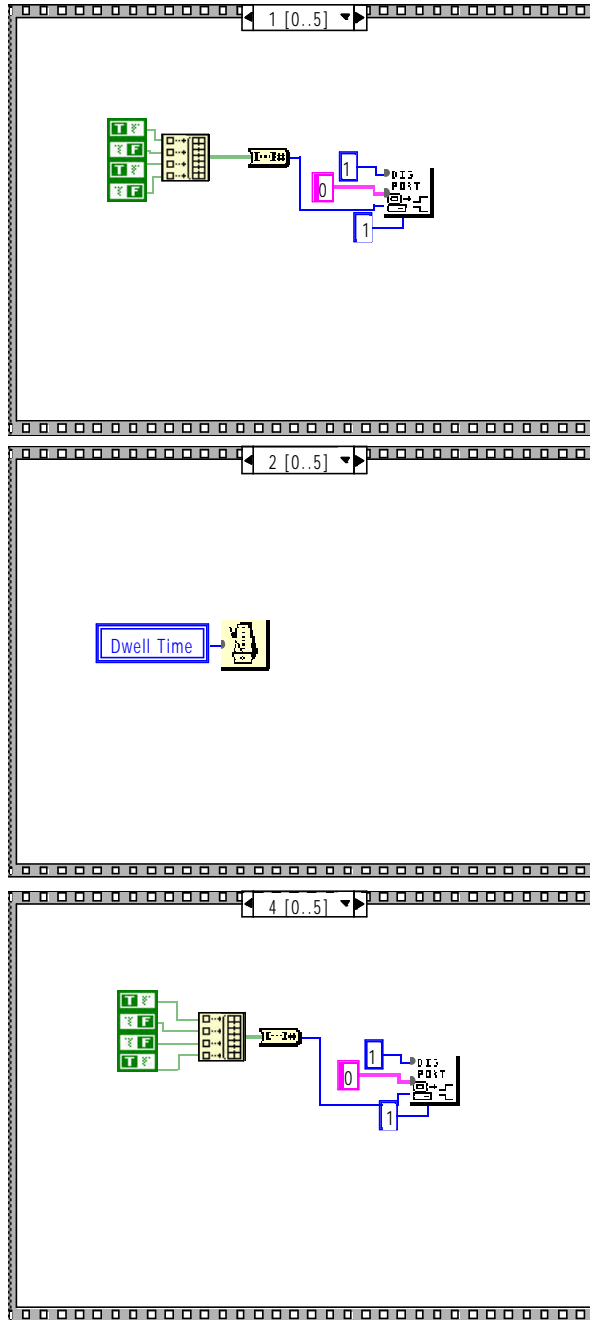 1 [0..5]
T
F
T
F
1
DIG
PORT
0
1
2 [0..5]
Dwell Time
4 [0..5]
T
F
F
T
1
DIG
PORT
0
1